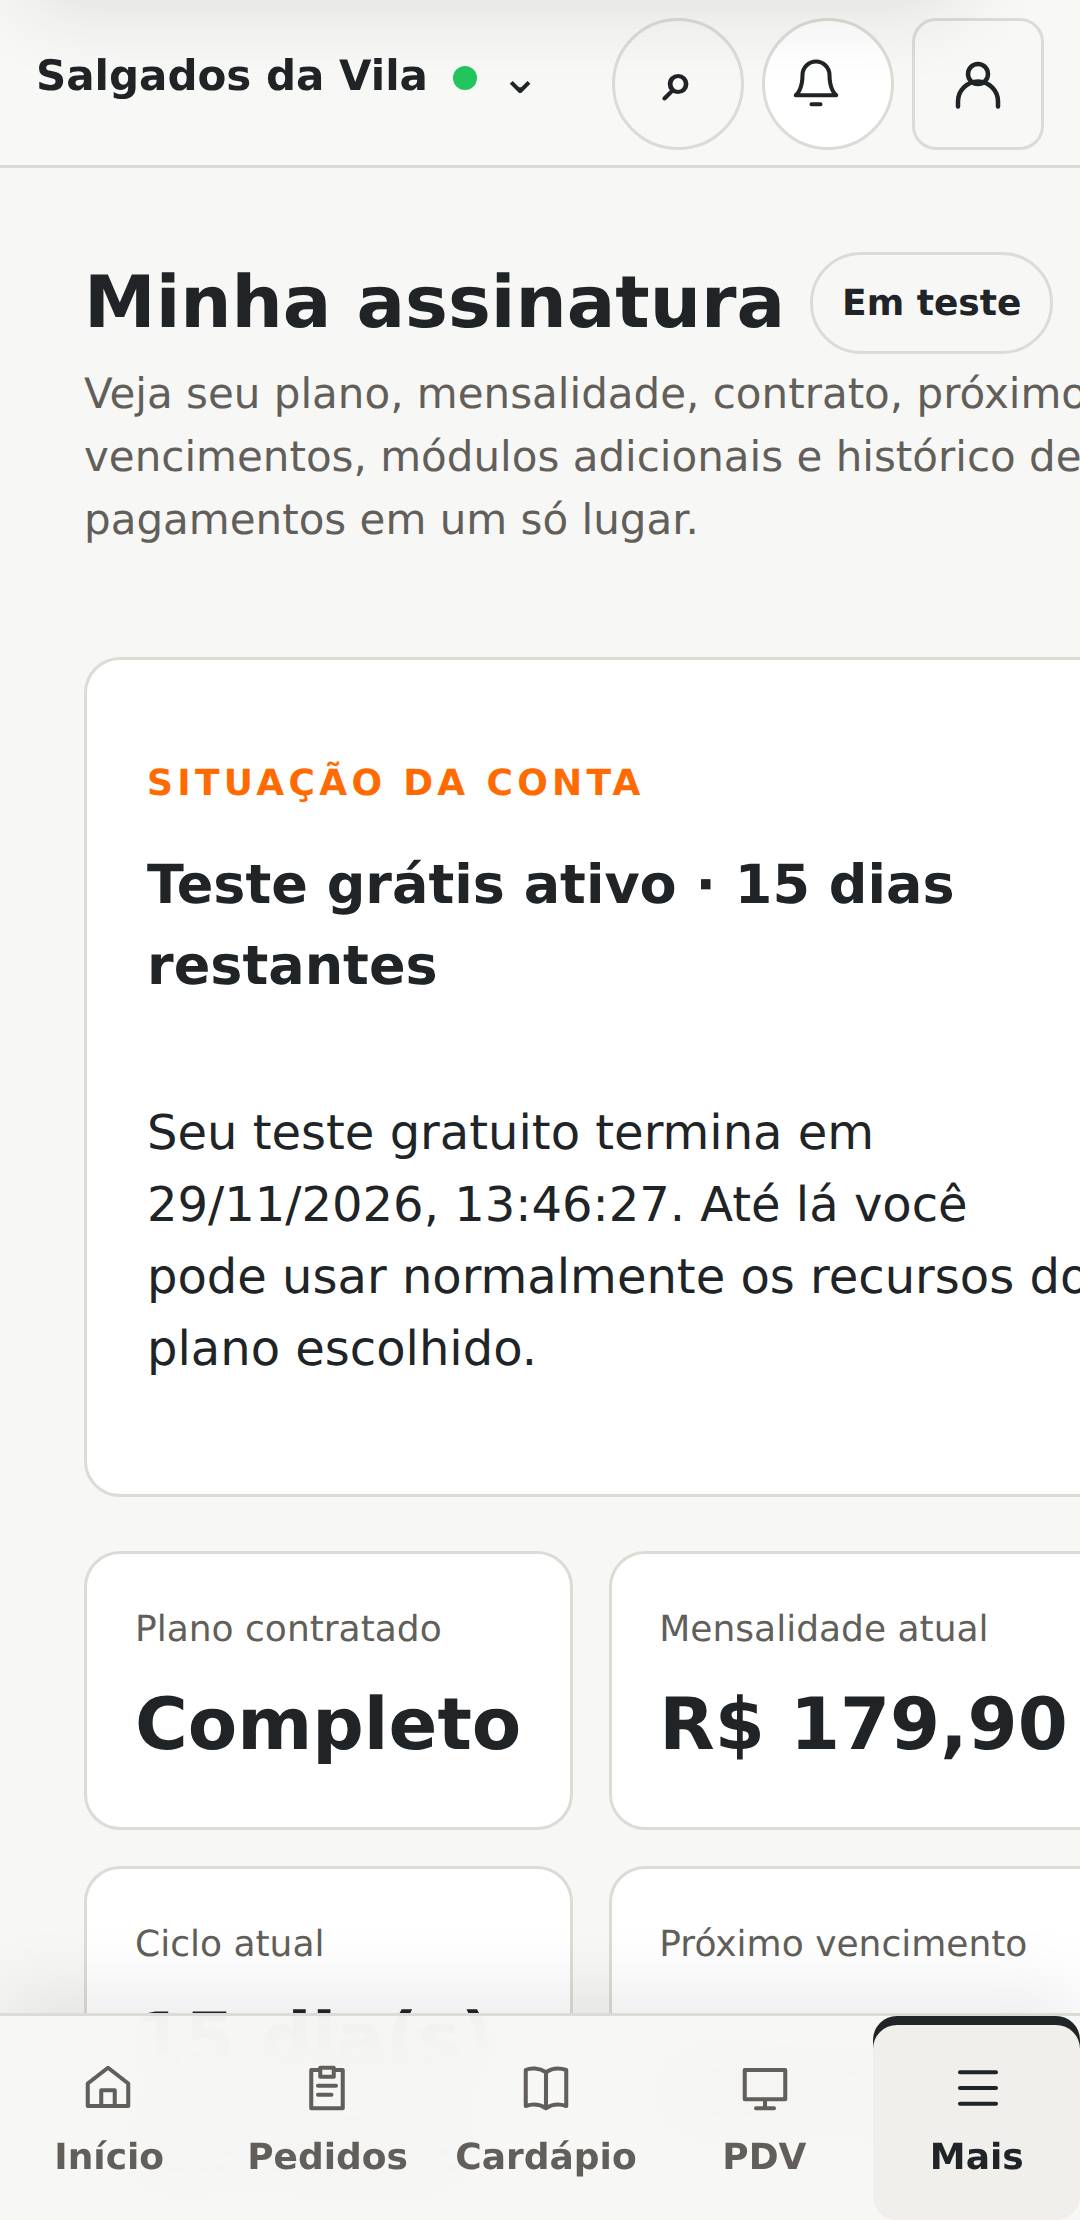 Salgados da Vila
Minha assinatura
Em teste
Veja seu plano, mensalidade, contrato, próximo
vencimentos, módulos adicionais e histórico de
pagamentos em um só lugar.
SITUAÇÃO DA CONTA
Teste grátis ativo · 15 dias
restantes
Seu teste gratuito termina em
29/11/2026, 13:46:27. Até lá você
pode usar normalmente os recursos do
plano escolhido.
Plano contratado
Mensalidade atual
Completo
R$ 179,90
Ciclo atual
Próximo vencimento
15 dia(s)
Início
Pedidos
Cardápio
PDV
Mais